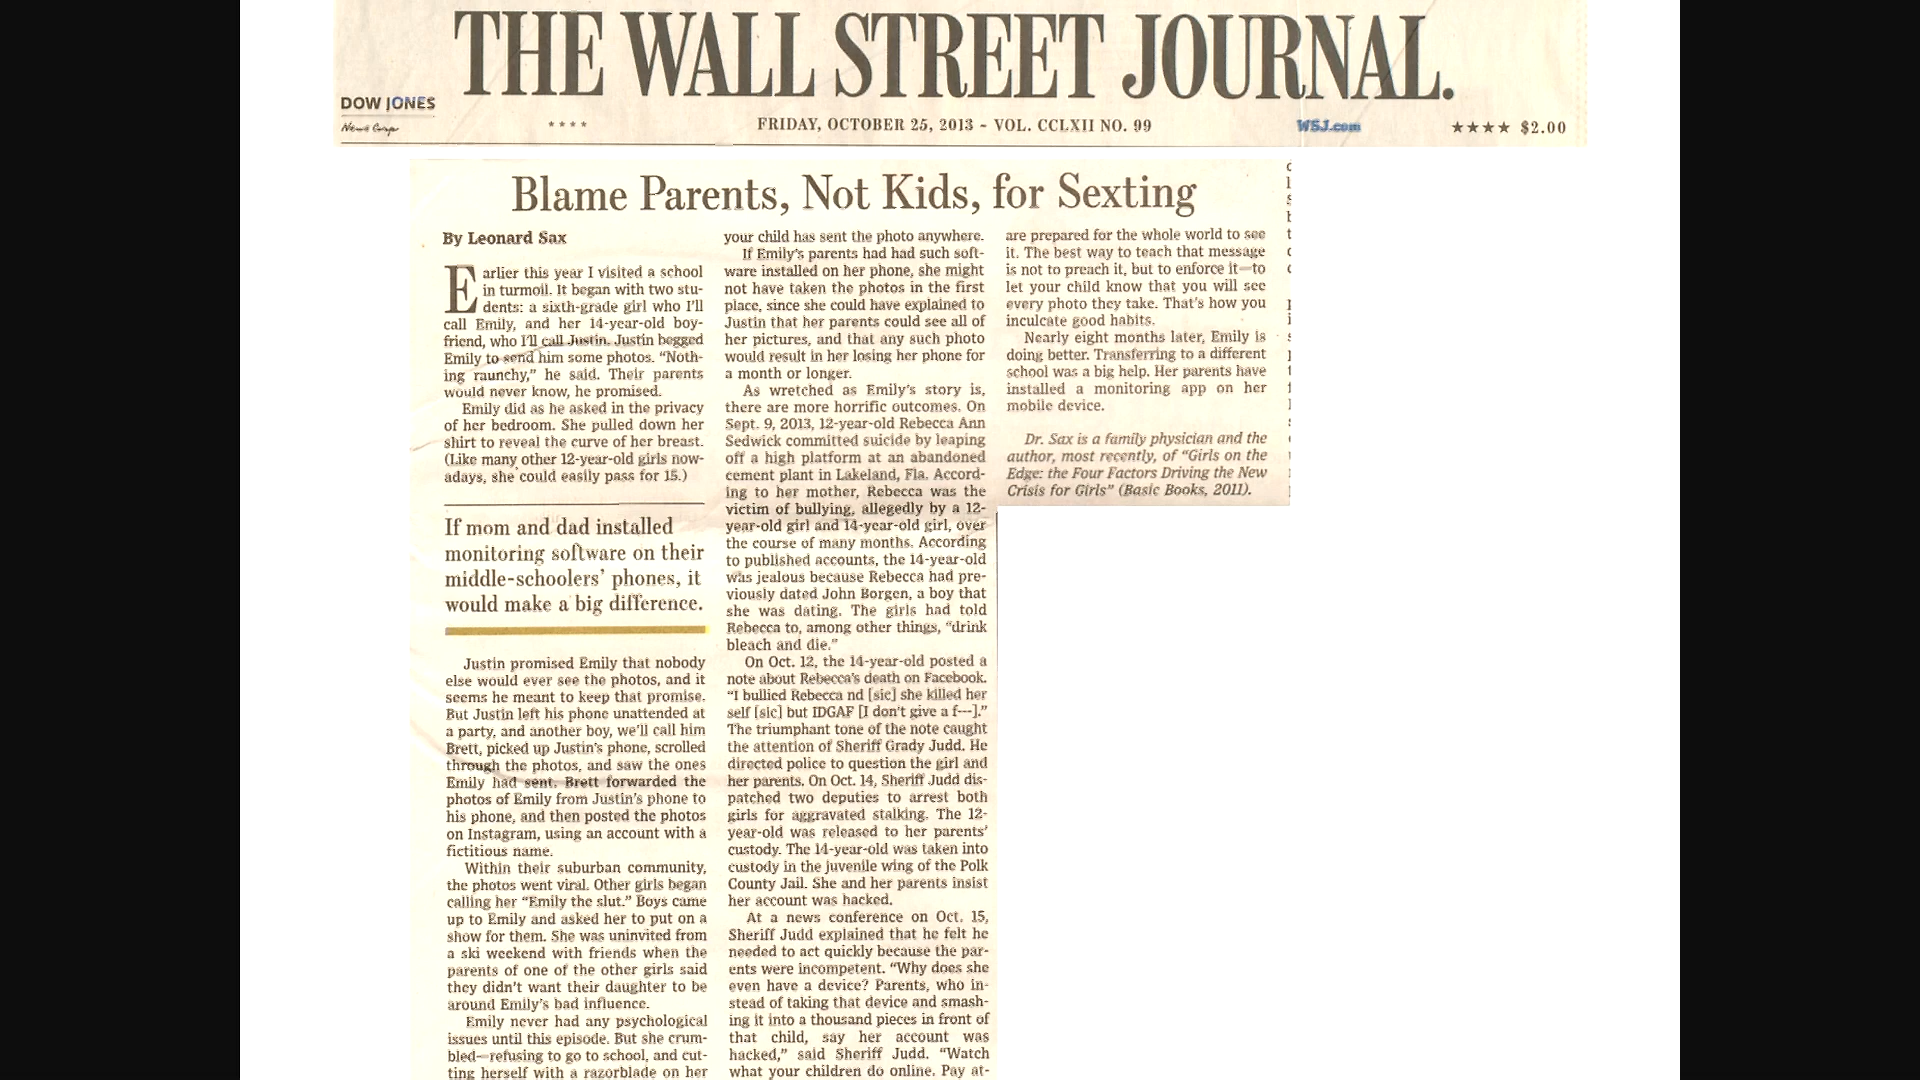 THE WALL STREET JOURNAL.
DOW JONES
News Corp
****
FRIDAY, OCTOBER 25, 2013 ~ VOL. CCLXII NO. 99
WSJ.com
★★★★ $2.00
Blame Parents, Not Kids, for Sexting
By Leonard Sax
Earlier this year I visited a school
in turmoil. It began with two stu-
dents: a sixth-grade girl who I'll
call Emily, and her 14-year-old boy-
friend, who I'll call Justin. Justin begged
Emily to send him some photos. “Noth-
ing raunchy,” he said. Their parents
would never know, he promised.
Emily did as he asked in the privacy
of her bedroom. She pulled down her
shirt to reveal the curve of her breast.
(Like many other 12-year-old girls now-
adays, she could easily pass for 15.)
If mom and dad installed
monitoring software on their
middle-schoolers’ phones, it
would make a big difference.
Justin promised Emily that nobody
else would ever see the photos, and it
seems he meant to keep that promise.
But Justin left his phone unattended at
a party, and another boy, we'll call him
Brett, picked up Justin's phone, scrolled
through the photos, and saw the ones
Emily had sent. Brett forwarded the
photos of Emily from Justin's phone to
his phone, and then posted the photos
on Instagram, using an account with a
fictitious name.
Within their suburban community,
the photos went viral. Other girls began
calling her “Emily the slut.” Boys came
up to Emily and asked her to put on a
show for them. She was uninvited from
a ski weekend with friends when the
parents of one of the other girls said
they didn't want their daughter to be
around Emily's bad influence.
Emily never had any psychological
issues until this episode. But she crum-
bled—refusing to go to school, and cut-
ting herself with a razorblade on her
your child has sent the photo anywhere.
If Emily's parents had had such soft-
ware installed on her phone, she might
not have taken the photos in the first
place, since she could have explained to
Justin that her parents could see all of
her pictures, and that any such photo
would result in her losing her phone for
a month or longer.
As wretched as Emily's story is,
there are more horrific outcomes. On
Sept. 9, 2013, 12-year-old Rebecca Ann
Sedwick committed suicide by leaping
off a high platform at an abandoned
cement plant in Lakeland, Fla. Accord-
ing to her mother, Rebecca was the
victim of bullying, allegedly by a 12-
year-old girl and 14-year-old girl, over
the course of many months. According
to published accounts, the 14-year-old
was jealous because Rebecca had pre-
viously dated John Borgen, a boy that
she was dating. The girls had told
Rebecca to, among other things, “drink
bleach and die.”
On Oct. 12, the 14-year-old posted a
note about Rebecca's death on Facebook.
“I bullied Rebecca nd [sic] she killed her
self [sic] but IDGAF [I don't give a f---].”
The triumphant tone of the note caught
the attention of Sheriff Grady Judd. He
directed police to question the girl and
her parents. On Oct. 14, Sheriff Judd dis-
patched two deputies to arrest both
girls for aggravated stalking. The 12-
year-old was released to her parents’
custody. The 14-year-old was taken into
custody in the juvenile wing of the Polk
County Jail. She and her parents insist
her account was hacked.
At a news conference on Oct. 15,
Sheriff Judd explained that he felt he
needed to act quickly because the par-
ents were incompetent. “Why does she
even have a device? Parents, who in-
stead of taking that device and smash-
ing it into a thousand pieces in front of
that child, say her account was
hacked,” said Sheriff Judd. “Watch
what your children do online. Pay at-
are prepared for the whole world to see
it. The best way to teach that message
is not to preach it, but to enforce it—to
let your child know that you will see
every photo they take. That's how you
inculcate good habits.
Nearly eight months later, Emily is
doing better. Transferring to a different
school was a big help. Her parents have
installed a monitoring app on her
mobile device.
Dr. Sax is a family physician and the
author, most recently, of “Girls on the
Edge: the Four Factors Driving the New
Crisis for Girls” (Basic Books, 2011).